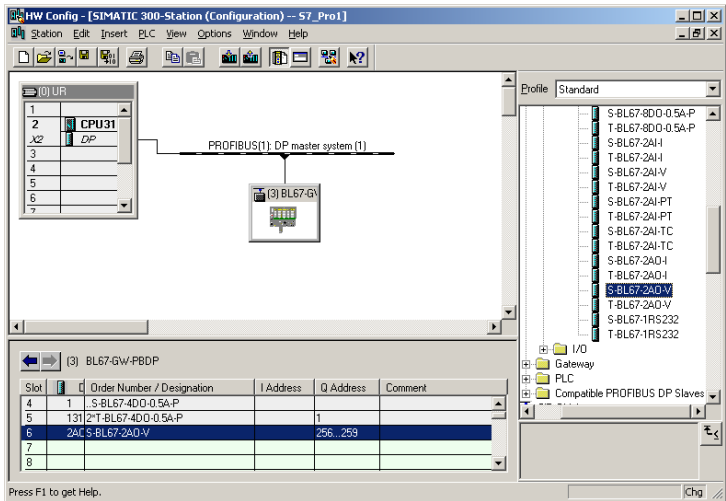 HW Config - [SIMATIC 300-Station (Configuration) -- S7_Pro1]
Station Edit Insert PLC View Options Window Help
(0) UR
1
2 CPU31
X2 DP
3
4
5
6
7
PROFIBUS(1): DP master system (1)
(3) BL67-GW
Profile Standard
S-BL67-8DO-0.5A-P
T-BL67-8DO-0.5A-P
S-BL67-2AI-I
T-BL67-2AI-I
S-BL67-2AI-V
T-BL67-2AI-V
S-BL67-2AI-PT
T-BL67-2AI-PT
S-BL67-2AI-TC
T-BL67-2AI-TC
S-BL67-2AO-I
T-BL67-2AO-I
S-BL67-2AO-V
T-BL67-2AO-V
S-BL67-1RS232
T-BL67-1RS232
I/O
Gateway
PLC
Compatible PROFIBUS DP Slaves
(3) BL67-GW-PBDP
Slot D Order Number / Designation I Address Q Address Comment
4 1 ..S-BL67-4DO-0.5A-P
5 131 2*T-BL67-4DO-0.5A-P 1
6 2AO S-BL67-2AO-V 256...259
7
8
Press F1 to get Help.
Chg